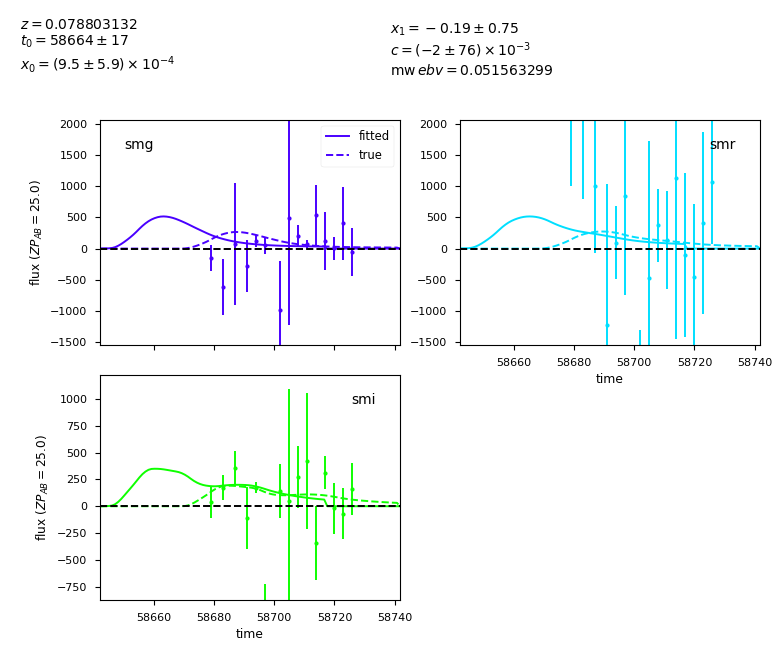 z = 0.078803132
t₀ = 58664 ± 17
x₀ = (9.5 ± 5.9) × 10⁻⁴
x₁ = −0.19 ± 0.75
c = (−2 ± 76) × 10⁻³
mw ebv = 0.051563299
smg
fitted
true
2000
1500
1000
500
0
−500
−1000
−1500
flux (ZP_AB = 25.0)
smr
2000
1500
1000
500
0
−500
−1000
−1500
58660 58680 58700 58720 58740
time
smi
1000
750
500
250
0
−250
−500
−750
flux (ZP_AB = 25.0)
58660 58680 58700 58720 58740
time